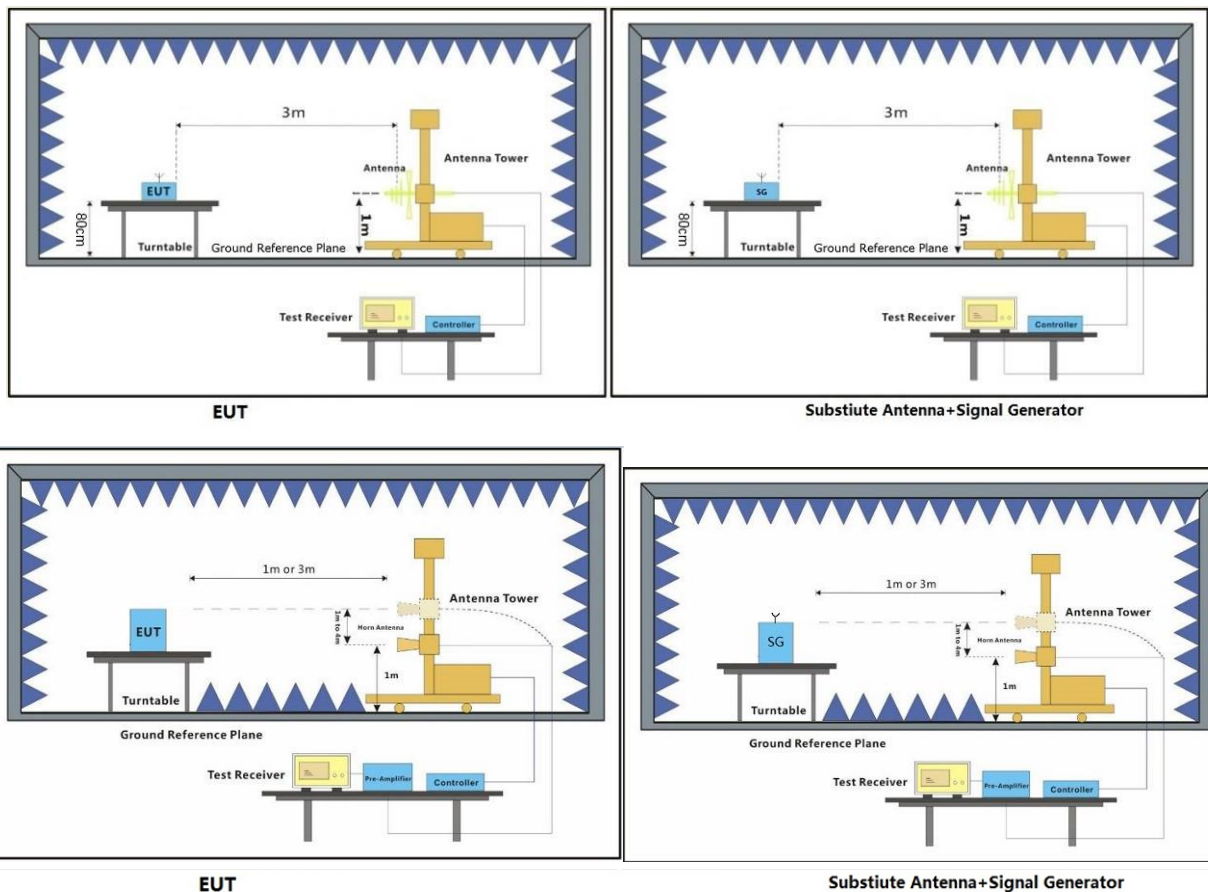 3m
Antenna Tower
Antenna
EUT
80cm
1m
Turntable
Ground Reference Plane
Test Receiver
Controller
EUT
3m
Antenna Tower
Antenna
SG
80cm
1m
Turntable
Ground Reference Plane
Test Receiver
Controller
Substiute Antenna+Signal Generator
1m or 3m
Antenna Tower
1m to 4m
Horn Antenna
EUT
1m
Turntable
Ground Reference Plane
Test Receiver
Pre-Amplifier
Controller
EUT
1m or 3m
Antenna Tower
1m to 4m
Horn Antenna
SG
1m
Turntable
Ground Reference Plane
Test Receiver
Pre-Amplifier
Controller
Substiute Antenna+Signal Generator